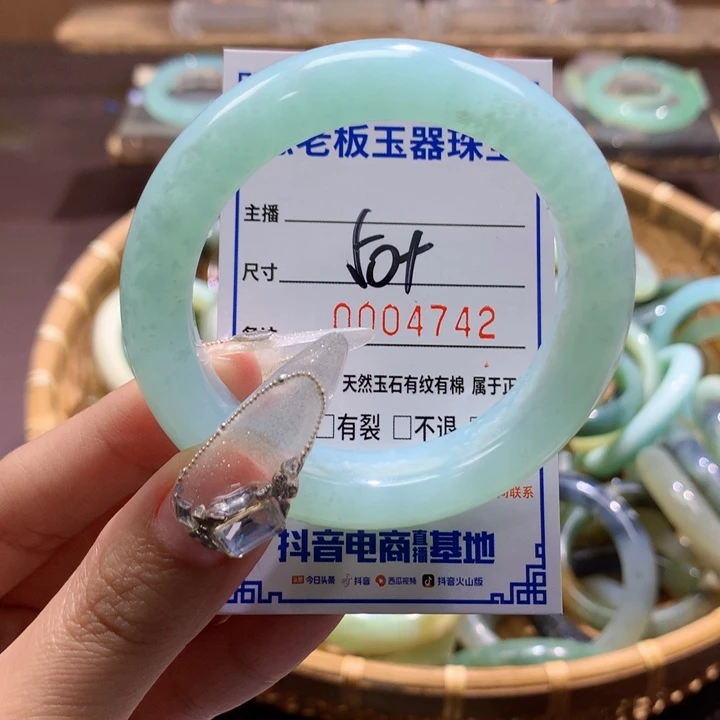 老板玉器珠
主播
尺寸
0004742
天然玉石有纹有棉 属于正
□有裂 □不退
联系
抖音电商直播基地
今日头条 抖音 西瓜视频 抖音火山版